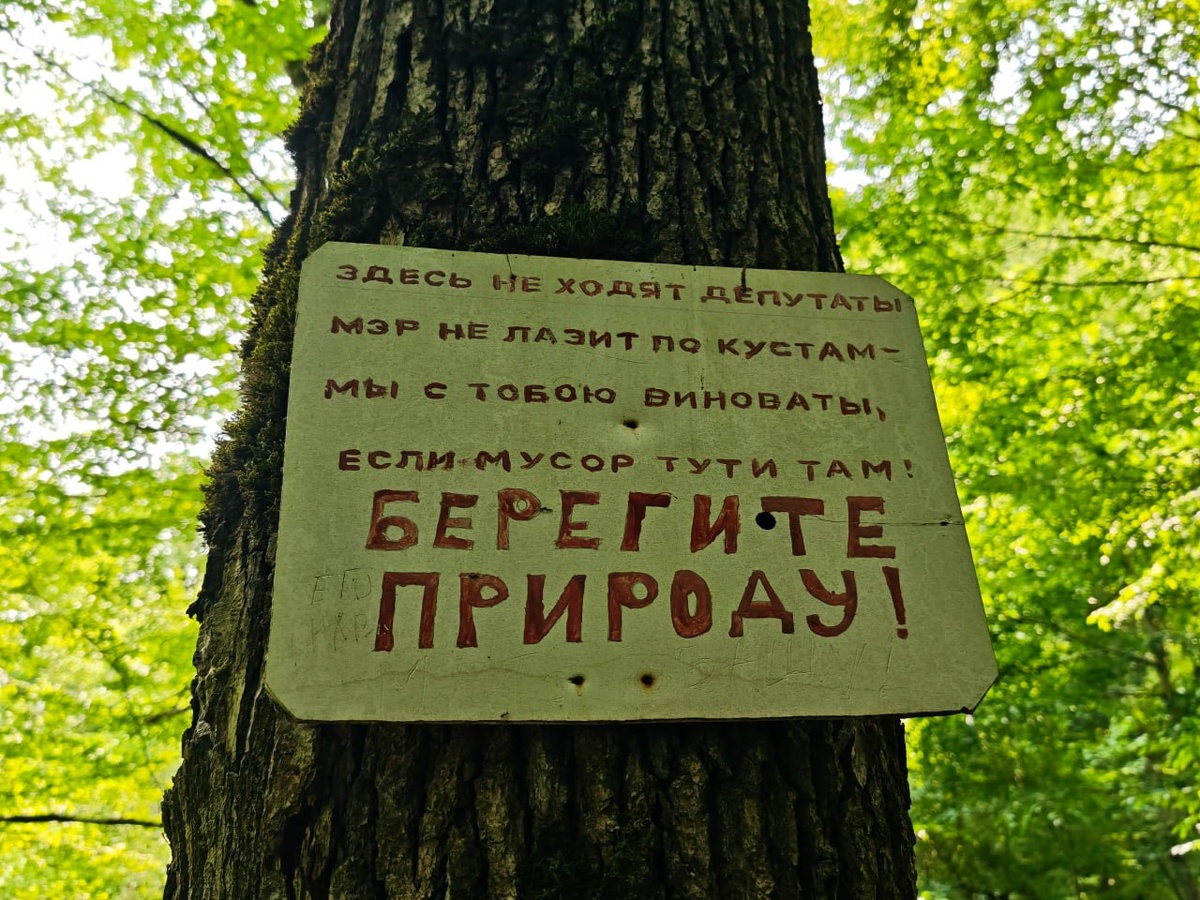 ЗДЕСЬ НЕ ХОДЯТ ДЕПУТАТЫ
МЭР НЕ ЛАЗИТ ПО КУСТАМ-
МЫ С ТОБОЮ ВИНОВАТЫ,
ЕСЛИ МУСОР ТУТ И ТАМ!
БЕРЕГИТЕ
ПРИРОДУ!